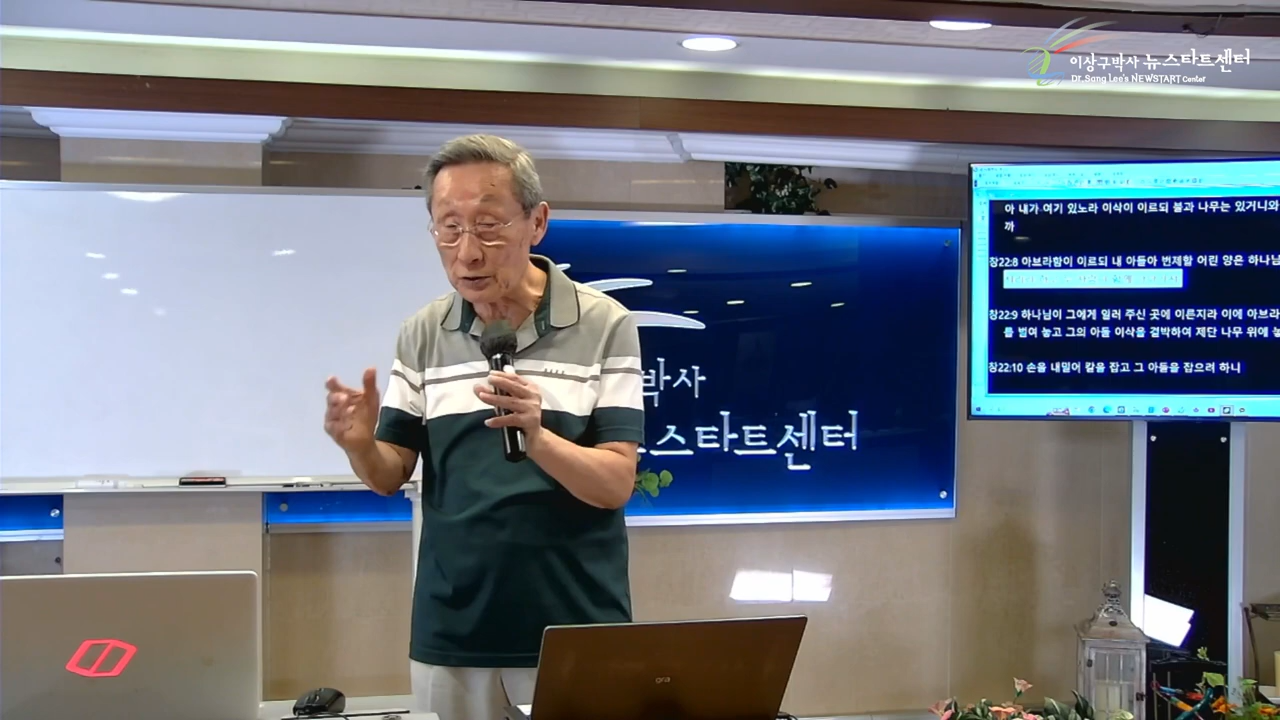 이상구박사 뉴스타트센터
Dr.Sang Lee's NEWSTART Center
아 내가 여기 있노라 이삭이 이르되 불과 나무는 있거니와
까
창22:8 아브라함이 이르되 내 아들아 번제할 어린 양은 하나님
창22:9 하나님이 그에게 일러 주신 곳에 이른지라 이에 아브라
를 벌여 놓고 그의 아들 이삭을 결박하여 제단 나무 위에
창22:10 손을 내밀어 칼을 잡고 그 아들을 잡으려 하니
박사
스타트센터
gra